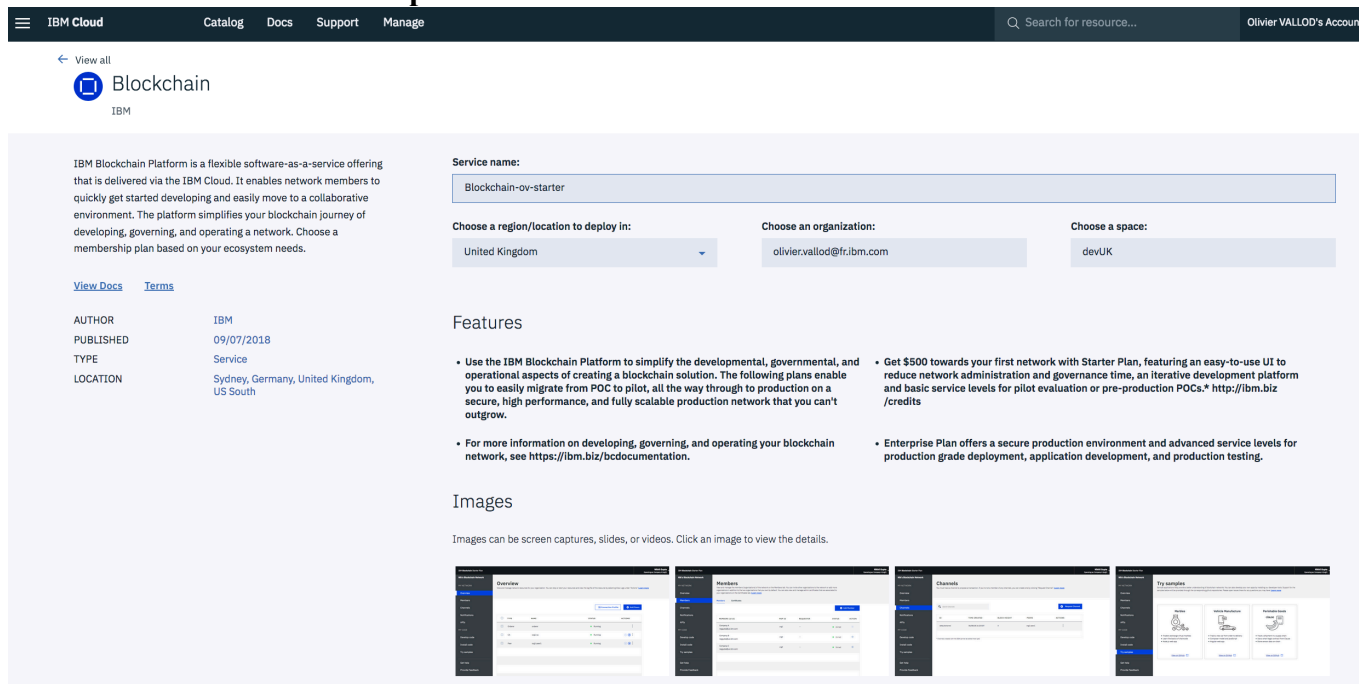 IBM Cloud Catalog Docs Support Manage Search for resource... Olivier VALLOD's Accoun
← View all
Blockchain
IBM
IBM Blockchain Platform is a flexible software-as-a-service offering
that is delivered via the IBM Cloud. It enables network members to
quickly get started developing and easily move to a collaborative
environment. The platform simplifies your blockchain journey of
developing, governing, and operating a network. Choose a
membership plan based on your ecosystem needs.
View Docs Terms
AUTHOR IBM
PUBLISHED 09/07/2018
TYPE Service
LOCATION Sydney, Germany, United Kingdom,
US South
Service name:
Blockchain-ov-starter
Choose a region/location to deploy in: Choose an organization: Choose a space:
United Kingdom olivier.vallod@fr.ibm.com devUK
Features
• Use the IBM Blockchain Platform to simplify the developmental, governmental, and
operational aspects of creating a blockchain solution. The following plans enable
you to easily migrate from POC to pilot, all the way through to production on a
secure, high performance, and fully scalable production network that you can't
outgrow.
• Get $500 towards your first network with Starter Plan, featuring an easy-to-use UI to
reduce network administration and governance time, an iterative development platform
and basic service levels for pilot evaluation or pre-production POCs.* http://ibm.biz
/credits
• For more information on developing, governing, and operating your blockchain
network, see https://ibm.biz/bcdocumentation.
• Enterprise Plan offers a secure production environment and advanced service levels for
production grade deployment, application development, and production testing.
Images
Images can be screen captures, slides, or videos. Click an image to view the details.
Overview
Members
Channels
Try samples